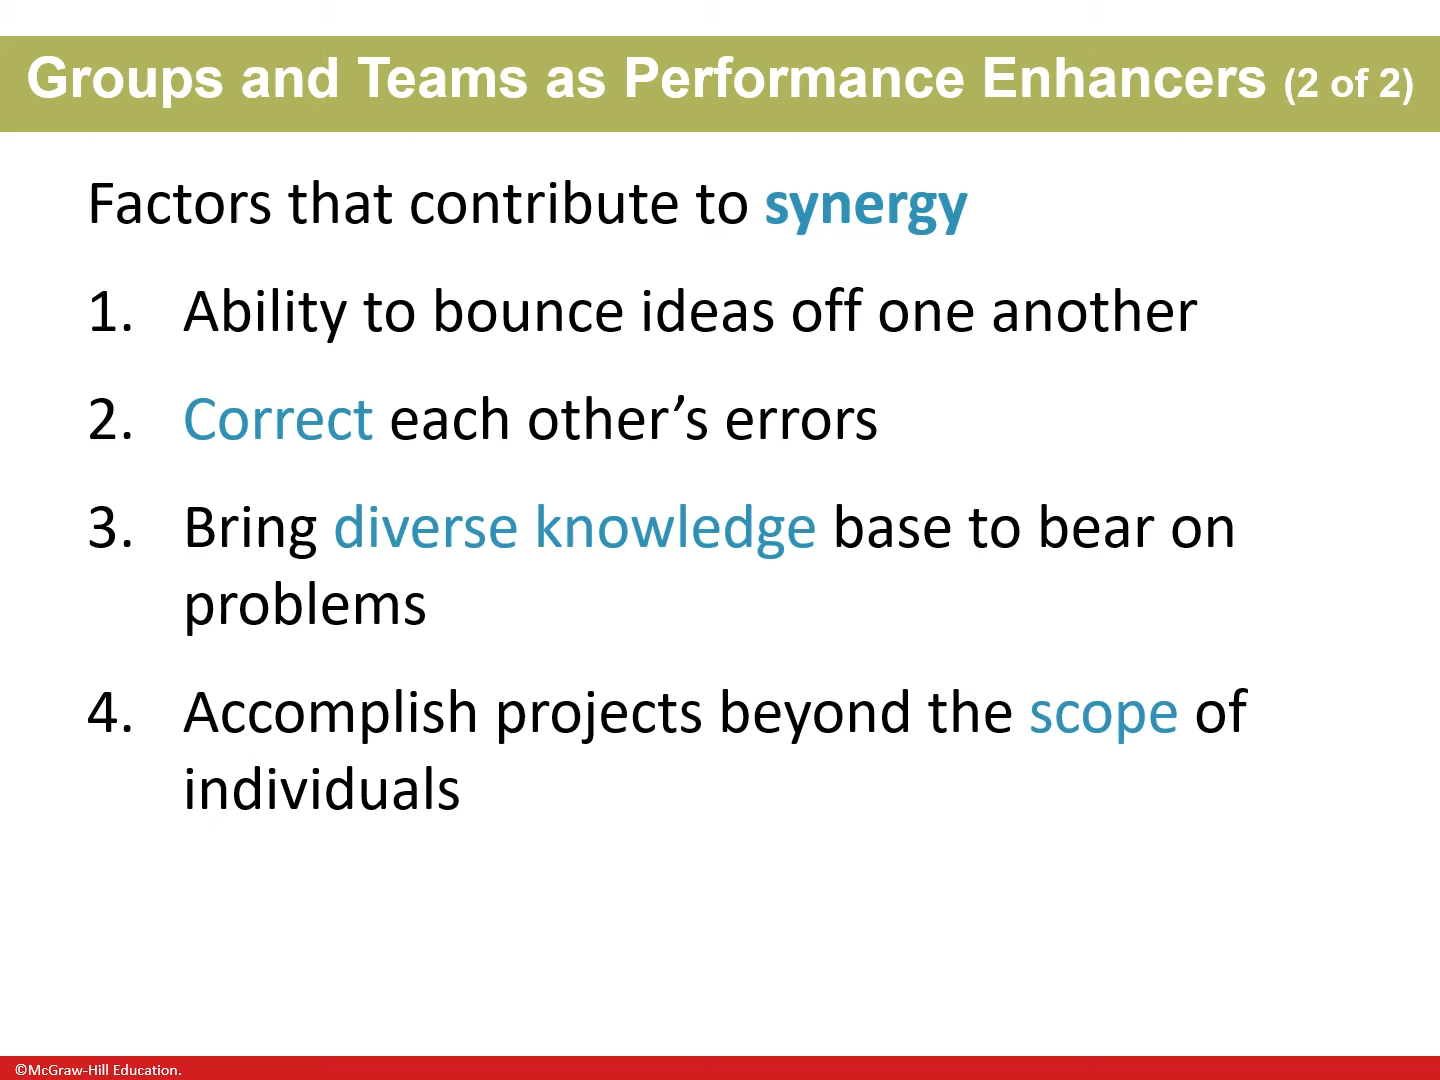 Groups and Teams as Performance Enhancers (2 of 2)
Factors that contribute to synergy
1. Ability to bounce ideas off one another
2. Correct each other’s errors
3. Bring diverse knowledge base to bear on
problems
4. Accomplish projects beyond the scope of
individuals
©McGraw-Hill Education.